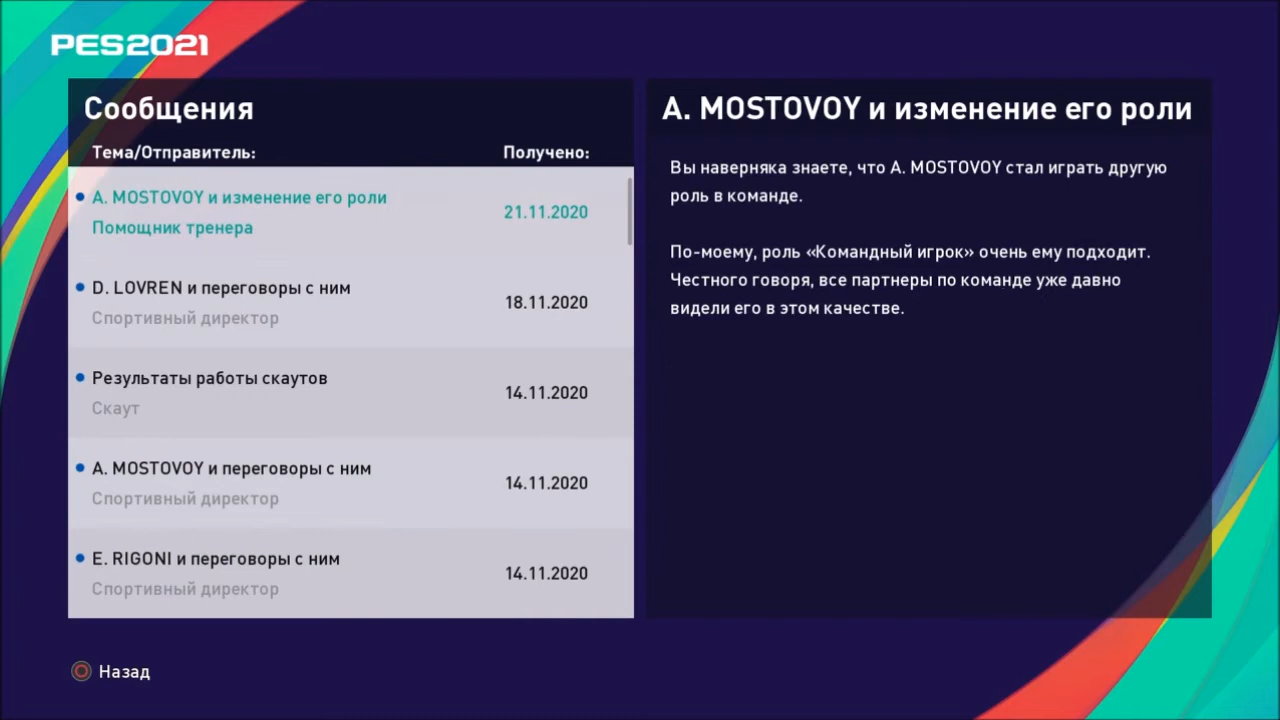 PES2021
Сообщения
Тема/Отправитель: Получено:
A. MOSTOVOY и изменение его роли
Помощник тренера
21.11.2020
D. LOVREN и переговоры с ним
Спортивный директор
18.11.2020
Результаты работы скаутов
Скаут
14.11.2020
A. MOSTOVOY и переговоры с ним
Спортивный директор
14.11.2020
E. RIGONI и переговоры с ним
Спортивный директор
14.11.2020
A. MOSTOVOY и изменение его роли
Вы наверняка знаете, что A. MOSTOVOY стал играть другую
роль в команде.
По-моему, роль «Командный игрок» очень ему подходит.
Честного говоря, все партнеры по команде уже давно
видели его в этом качестве.
Назад